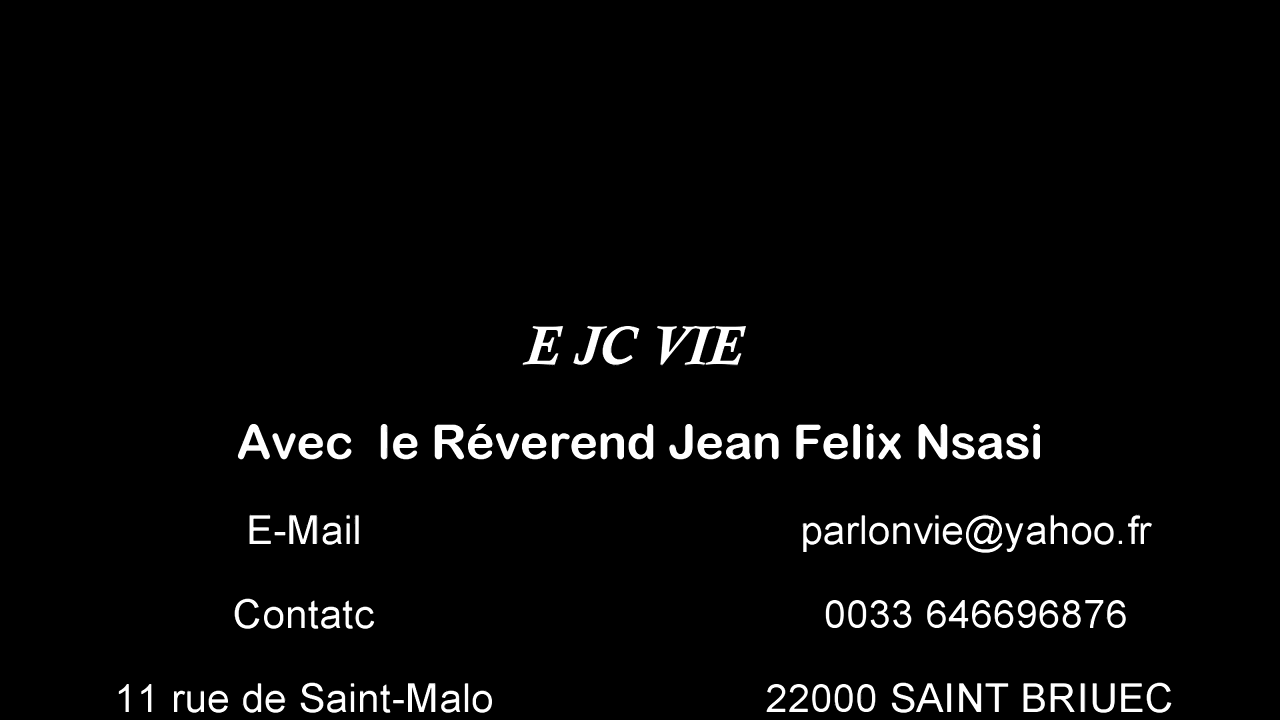 E JC VIE
Avec le Réverend Jean Felix Nsasi
E-Mail parlonvie@yahoo.fr
Contatc 0033 646696876
11 rue de Saint-Malo 22000 SAINT BRIUEC